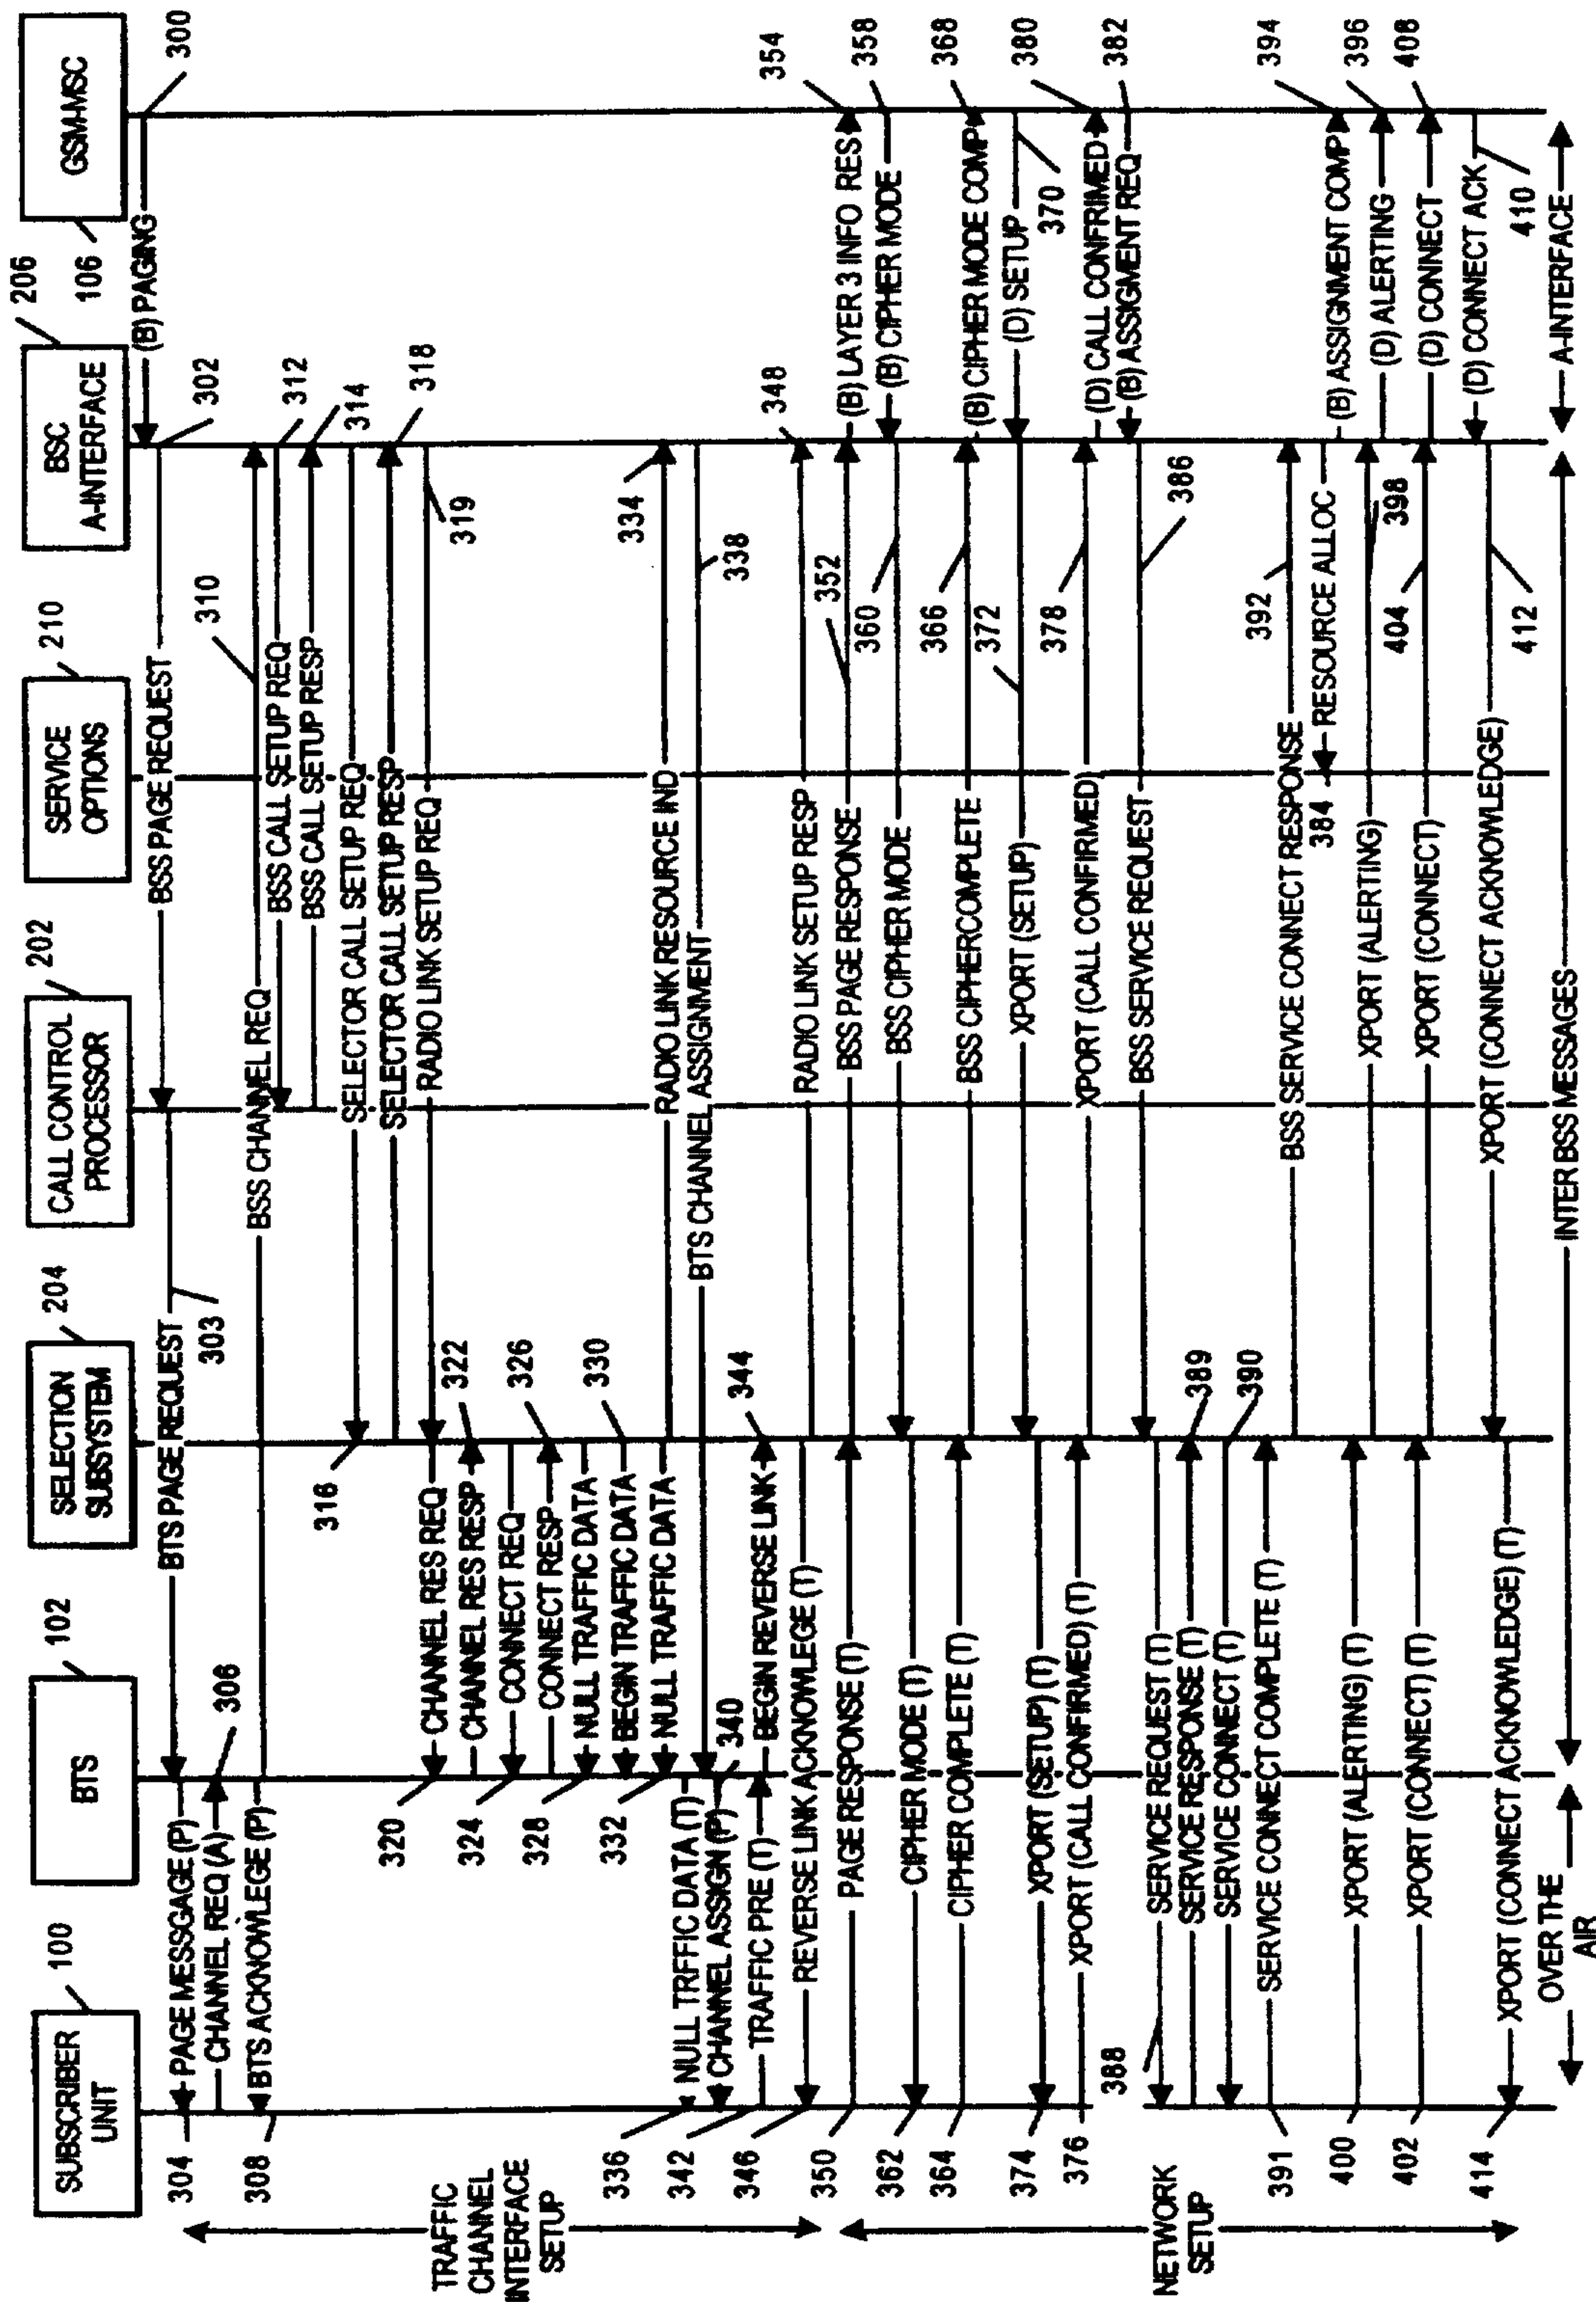 SUBSCRIBER
UNIT
100
BTS
102
SELECTION
SUBSYSTEM
204
CALL CONTROL
PROCESSOR
202
SERVICE
OPTIONS
210
BSC
A-INTERFACE
206
GSM-MSC
106
(B) PAGING
300
302
BSS PAGE REQUEST
BTS PAGE REQUEST
303
304
PAGE MESSGAGE (P)
CHANNEL REQ (A)
306
BTS ACKNOWLEGE (P)
308
BSS CHANNEL REQ
310
BSS CALL SETUP REQ
312
BSS CALL SETUP RESP
314
SELECTOR CALL SETUP REQ
316
SELECTOR CALL SETUP RESP
318
RADIO LINK SETUP REQ
319
CHANNEL RES REQ
320
CHANNEL RES RESP
322
CONNECT REQ
324
CONNECT RESP
326
NULL TRAFFIC DATA
328
BEGIN TRAFFIC DATA
330
NULL TRAFFIC DATA
332
RADIO LINK RESOURCE IND
334
NULL TRFFIC DATA (T)
336
BTS CHANNEL ASSIGNMENT
338
CHANNEL ASSIGN (P)
340
342
TRAFFIC PRE (T)
BEGIN REVERSE LINK
344
REVERSE LINK ACKNOWLEGE (T)
346
RADIO LINK SETUP RESP
348
TRAFFIC
CHANNEL
INTERFACE
SETUP
PAGE RESPONSE (T)
350
BSS PAGE RESPONSE
352
(B) LAYER 3 INFO RES
354
(B) CIPHER MODE
358
BSS CIPHER MODE
360
CIPHER MODE (T)
362
CIPHER COMPLETE (T)
364
BSS CIPHERCOMPLETE
366
(B) CIPHER MODE COMP
368
(D) SETUP
370
XPORT (SETUP)
372
XPORT (SETUP) (T)
374
XPORT (CALL CONFIRMED) (T)
376
XPORT (CALL CONFIRMED)
378
(D) CALL CONFRIMED
380
(B) ASSIGMENT REQ
382
BSS SERVICE REQUEST
386
SERVICE REQUEST (T)
388
SERVICE RESPONSE (T)
389
SERVICE CONNECT (T)
390
SERVICE CONNECT COMPLETE (T)
391
BSS SERVICE CONNECT RESPONSE
392
384
RESOURCE ALLOC
(B) ASSIGNMENT COMP
394
(D) ALERTING
396
XPORT (ALERTING)
398
XPORT (ALERTING) (T)
400
XPORT (CONNECT) (T)
402
XPORT (CONNECT)
404
(D) CONNECT
408
(D) CONNECT ACK
410
XPORT (CONNECT ACKNOWLEDGE)
412
XPORT (CONNECT ACKNOWLEDGE) (T)
414
NETWORK
SETUP
OVER THE
AIR
INTER BSS MESSAGES
A-INTERFACE